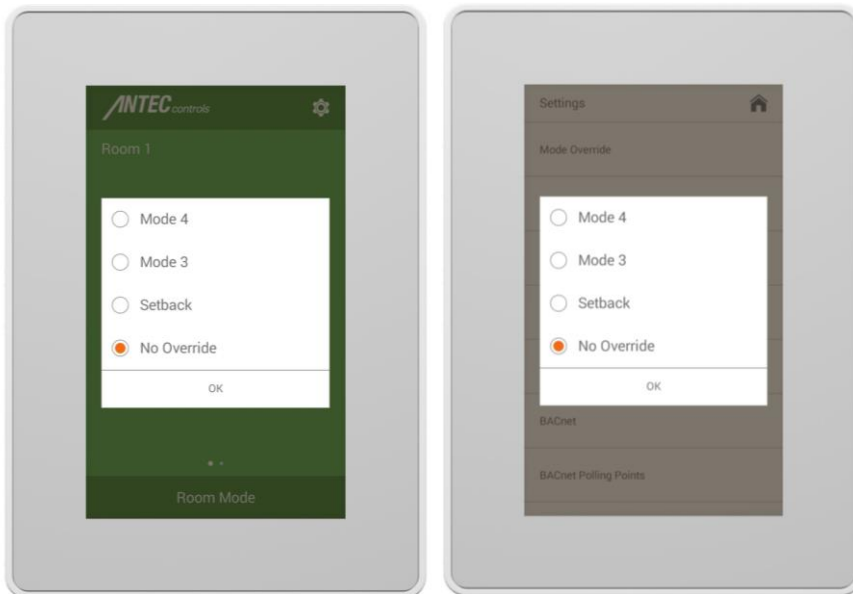 ANTEC controls
Room 1
Mode 4
Mode 3
Setback
No Override
OK
Room Mode
Settings
Mode Override
Mode 4
Mode 3
Setback
No Override
OK
BACnet
BACnet Polling Points